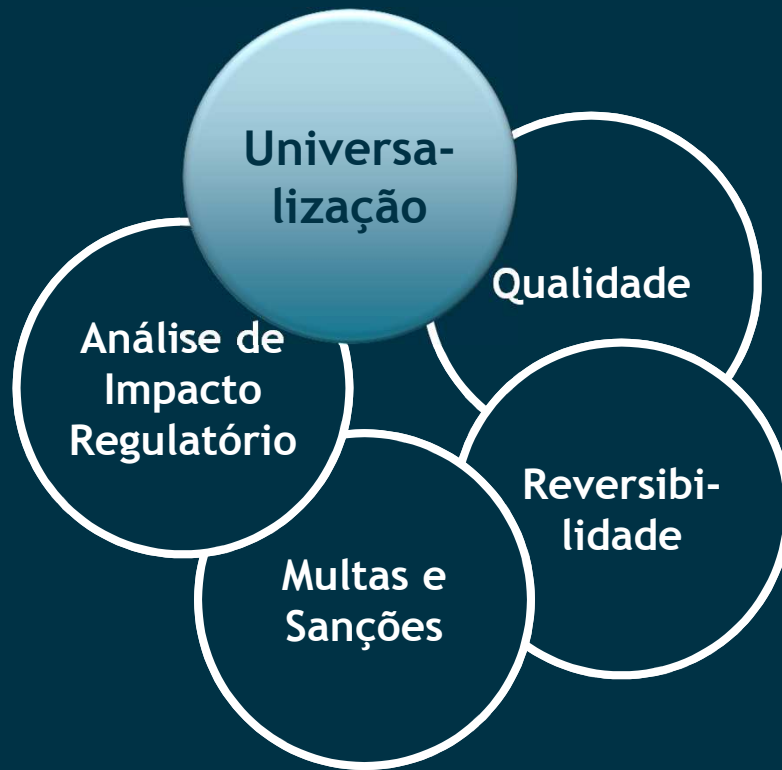 Universa-
lização
Qualidade
Análise de
Impacto
Regulatório
Reversibi-
lidade
Multas e
Sanções